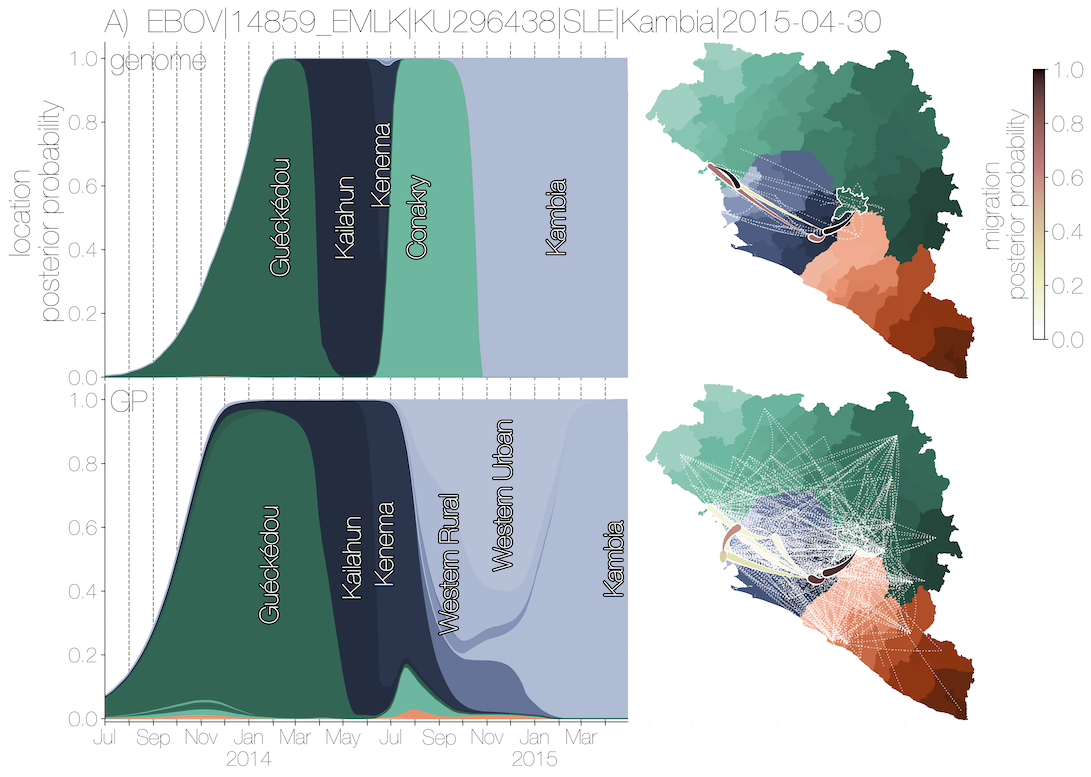 A) EBOV|14859_EMLK|KU296438|SLE|Kambia|2015-04-30
genome
location
posterior probability
1.0
0.8
0.6
0.4
0.2
0.0
Guéckédou
Kailahun
Kenema
Conakry
Kambia
migration
posterior probability
1.0
0.8
0.6
0.4
0.2
0.0
GP
1.0
0.8
0.6
0.4
0.2
0.0
Guéckédou
Kailahun
Kenema
Western Rural
Western Urban
Kambia
Jul Sep Nov Jan Mar May Jul Sep Nov Jan Mar
2014 2015